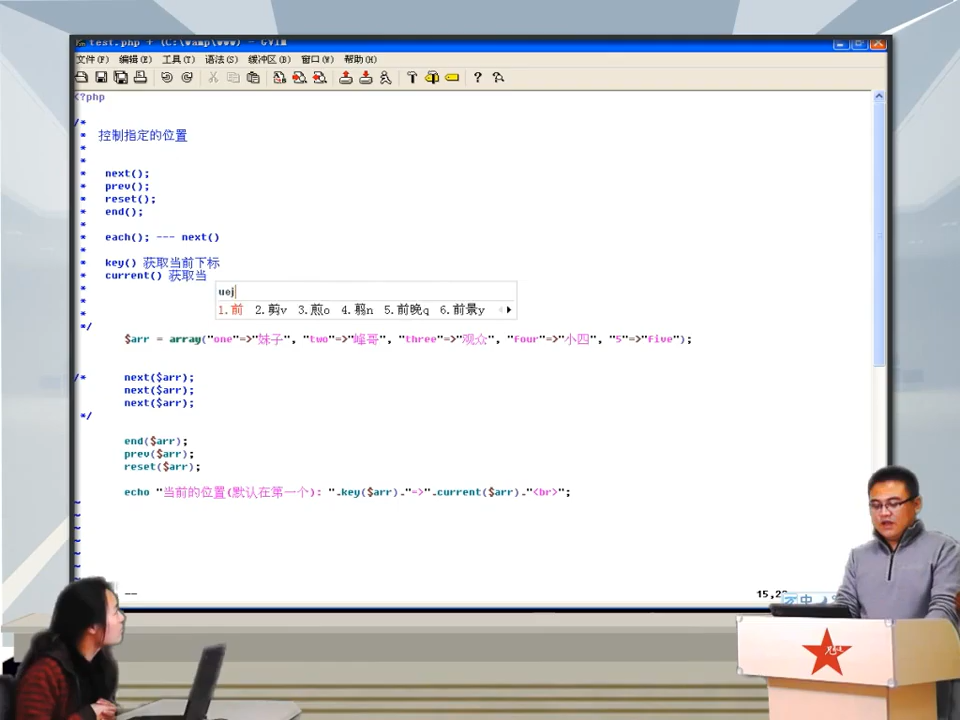 test.php + (C:\wamp\www) - GVIM
文件(F) 编辑(E) 工具(T) 语法(S) 缓冲区(B) 窗口(W) 帮助(H)
<?php
/*
* 控制指定的位置
*
*
* next();
* prev();
* reset();
* end();
*
* each(); --- next()
*
* key() 获取当前下标
* current() 获取当
*
uej
*
1.前 2.剪v 3.煎o 4.翦n 5.前晚q 6.前景y
*
*/
$arr = array("one"=>"妹子", "two"=>"峰哥", "three"=>"观众", "four"=>"小四", "5"=>"five");
/* next($arr);
next($arr);
next($arr);
*/
end($arr);
prev($arr);
reset($arr);
echo "当前的位置(默认在第一个): ".key($arr)."=>".current($arr)."<br>";
~
~
~
~
~
~
--
中